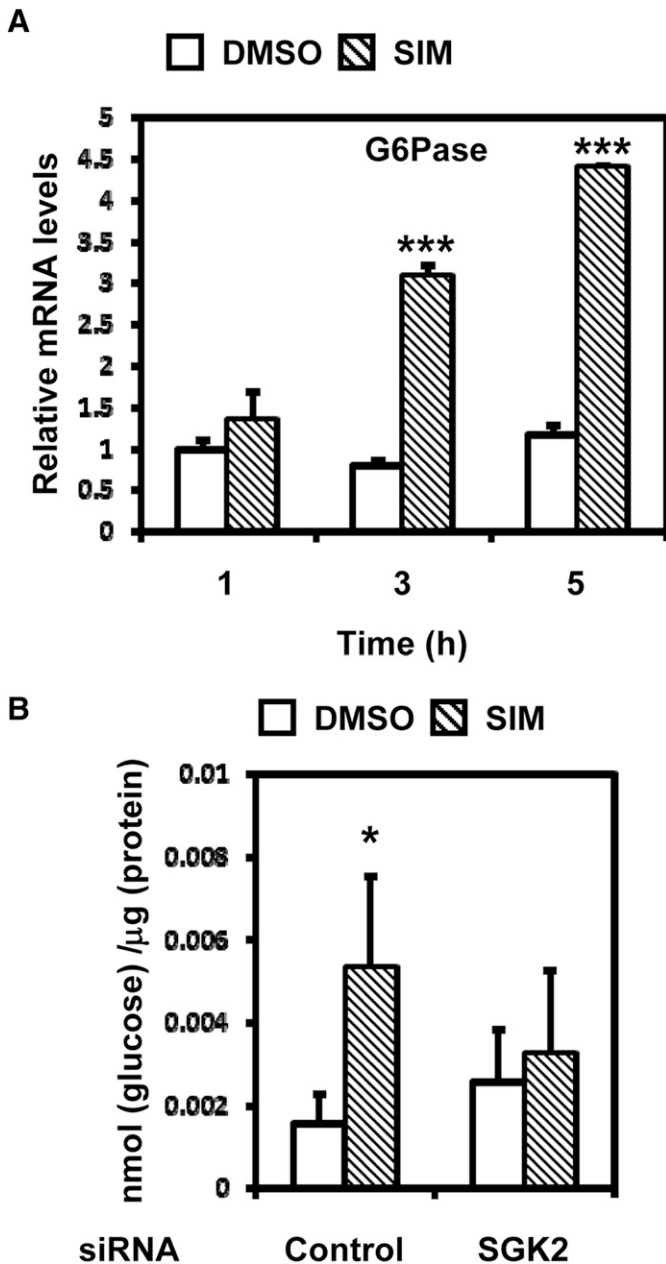 A
DMSO SIM
Relative mRNA levels
5
4.5
4
3.5
3
2.5
2
1.5
1
0.5
0
G6Pase
***
***
1 3 5
Time (h)
B
DMSO SIM
nmol (glucose) /μg (protein)
0.01
0.008
0.006
0.004
0.002
0
*
siRNA Control SGK2